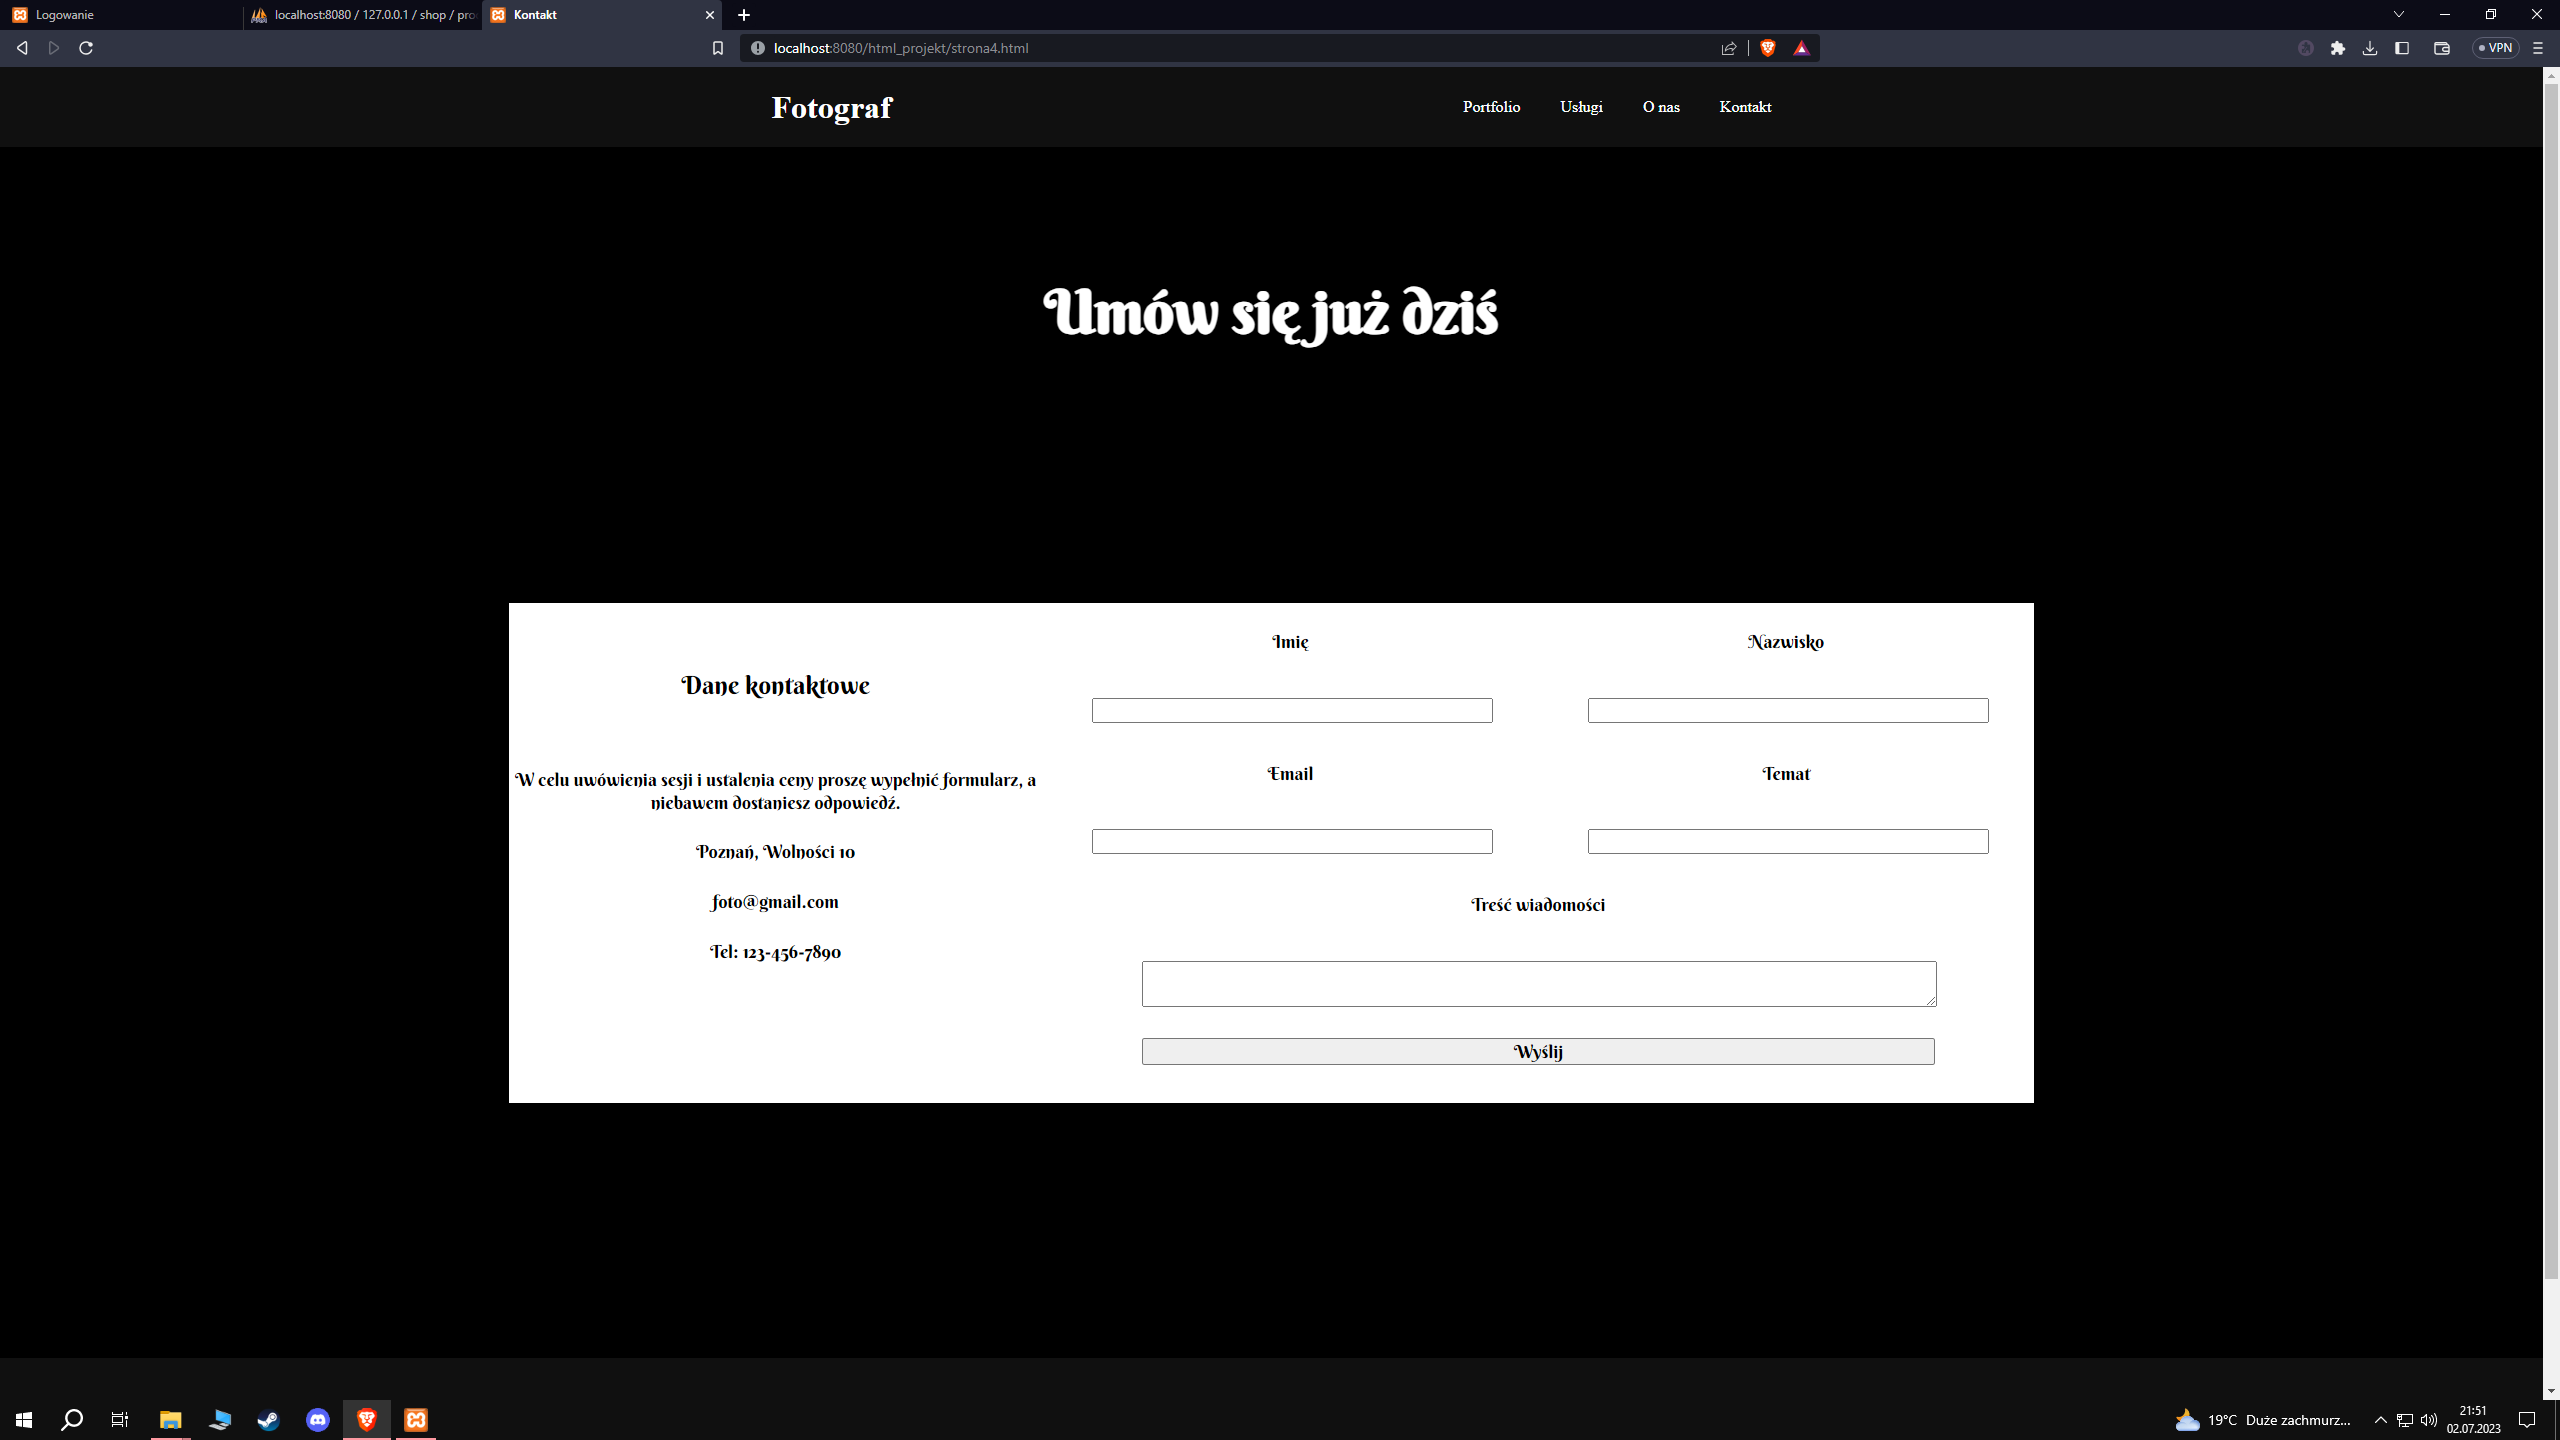 Logowanie
localhost:8080 / 127.0.0.1 / shop / pro
Kontakt
localhost:8080/html_projekt/strona4.html
VPN
Fotograf
Portfolio Usługi O nas Kontakt
Umów się już dziś
Dane kontaktowe
W celu uwówienia sesji i ustalenia ceny proszę wypełnić formularz, a
niebawem dostaniesz odpowiedź.
Poznań, Wolności 10
foto@gmail.com
Tel: 123-456-7890
Imię
Nazwisko
Email
Temat
Treść wiadomości
Wyślij
19°C Duże zachmurz...
21:51
02.07.2023